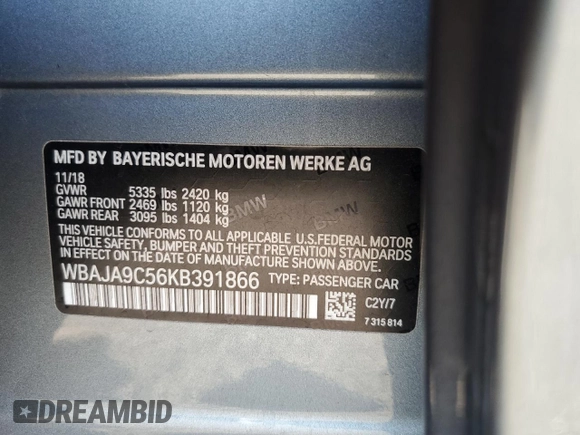 MFD BY BAYERISCHE MOTOREN WERKE AG
11/18
GVWR 5335 lbs 2420 kg
GAWR FRONT 2469 lbs 1120 kg
GAWR REAR 3095 lbs 1404 kg
THIS VEHICLE CONFORMS TO ALL APPLICABLE U.S.FEDERAL MOTOR
VEHICLE SAFETY, BUMPER AND THEFT PREVENTION STANDARDS
IN EFFECT ON THE DATE OF MANUFACTURE SHOWN ABOVE.
WBAJA9C56KB391866 TYPE: PASSENGER CAR
C2Y/7
7 315 814
BMW
BMW
DREAMBID